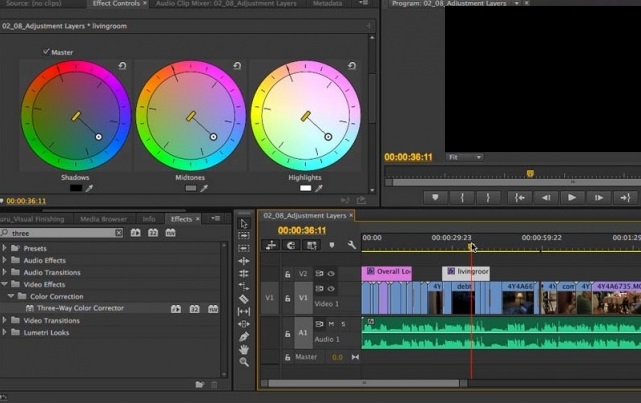 Source: (no clips) Effect Controls × Audio Clip Mixer: 02_08_Adjustment Layers Metadata
Program: 02_08_Adjustment Layers ×
02_08_Adjustment Layers * livingroom
Master
Shadows Midtones Highlights
00:00:36:11
00:00:36:11 Fit
uru_Visual Finishing Media Browser Info Effects ×
three
Presets
Audio Effects
Audio Transitions
Video Effects
Color Correction
Three-Way Color Corrector
Video Transitions
Lumetri Looks
02_08_Adjustment Layers ×
00:00:36:11
00:00 00:00:29:23 00:00:59:22 00:01:29
V2 Overall Lo livingroor
V1 V1 Video 1 4Y debt 4Y4A66 4Y 4Y com 4Y 4Y4A6735.MO
A1 M S
Audio 1
Master 0.0